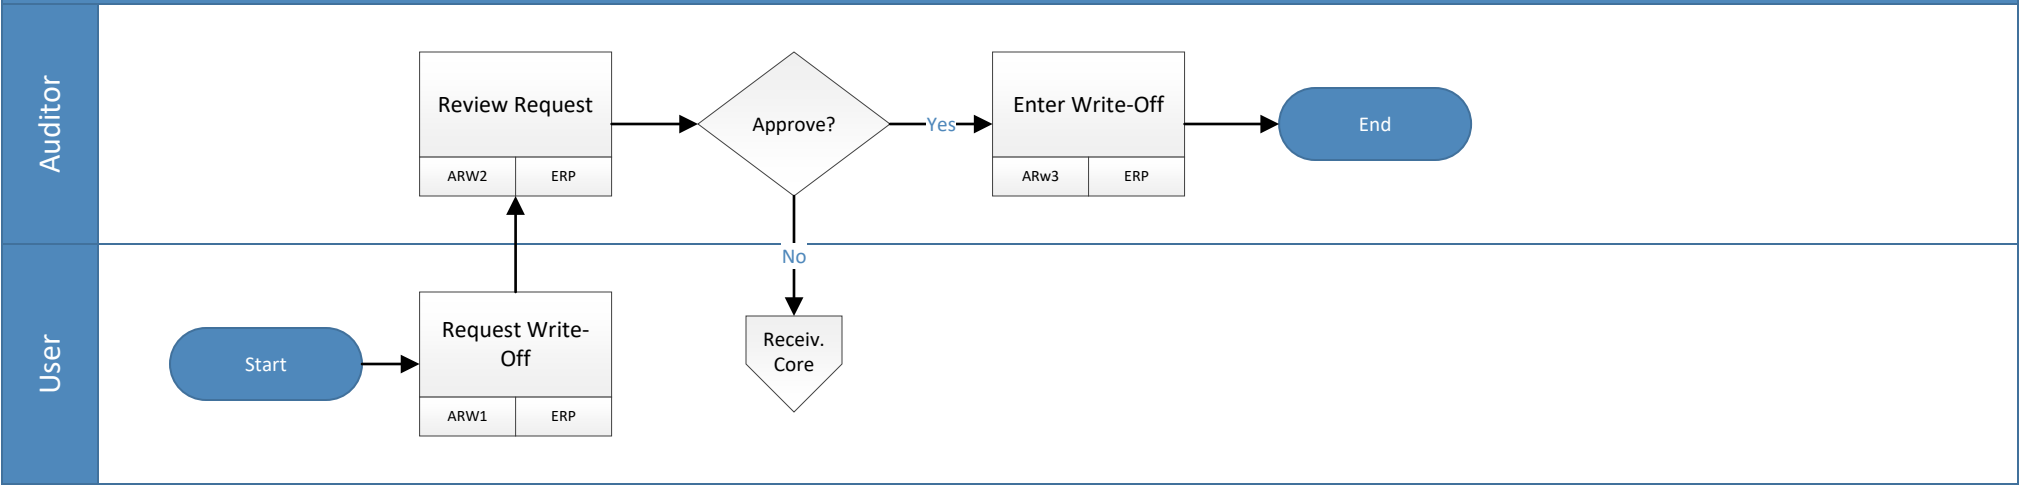 Auditor
Review Request
ARW2
ERP
Approve?
Yes
Enter Write-Off
ARw3
ERP
End
No
User
Start
Request Write-
Off
ARW1
ERP
Receiv.
Core